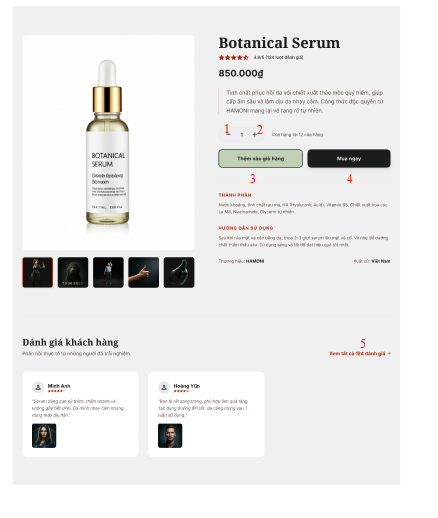 Botanical Serum
4.8/5 (124 lượt đánh giá)
850.000₫
Tinh chất phục hồi da với chiết xuất thảo mộc quý hiếm, giúp
cấp ẩm sâu và làm dịu da nhạy cảm. Công thức độc quyền từ
HAMONI mang lại vẻ rạng rỡ tự nhiên.
1 2
− 1 + Còn hàng tại 12 cửa hàng
Thêm vào giỏ hàng Mua ngay
3 4
BOTANICAL
SERUM
THÀNH PHẦN
Nước khoáng, tinh chất rau má, HA (Hyaluronic Acid), Vitamin B5, Chiết xuất hoa cúc
La Mã, Niacinamide, Glycerin tự nhiên.
HƯỚNG DẪN SỬ DỤNG
Sau khi rửa mặt và cân bằng da, thoa 2-3 giọt serum lên mặt và cổ. Vỗ nhẹ để dưỡng
chất thẩm thấu sâu. Sử dụng sáng và tối để đạt hiệu quả tốt nhất.
Thương hiệu: HAMONI Xuất xứ: Việt Nam
5
Đánh giá khách hàng
Phản hồi thực tế từ những người đã trải nghiệm.
Xem tất cả 124 đánh giá
Minh Anh
"Serum dùng cực kỳ thích, thấm nhanh và
không gây bết dính. Da mình nhạy cảm nhưng
dùng thấy dịu hẳn."
Hoàng Yến
"Bao bì rất sang trọng, phù hợp làm quà tặng.
Tác dụng dưỡng ẩm tốt, da căng mọng sau 1
tuần sử dụng."